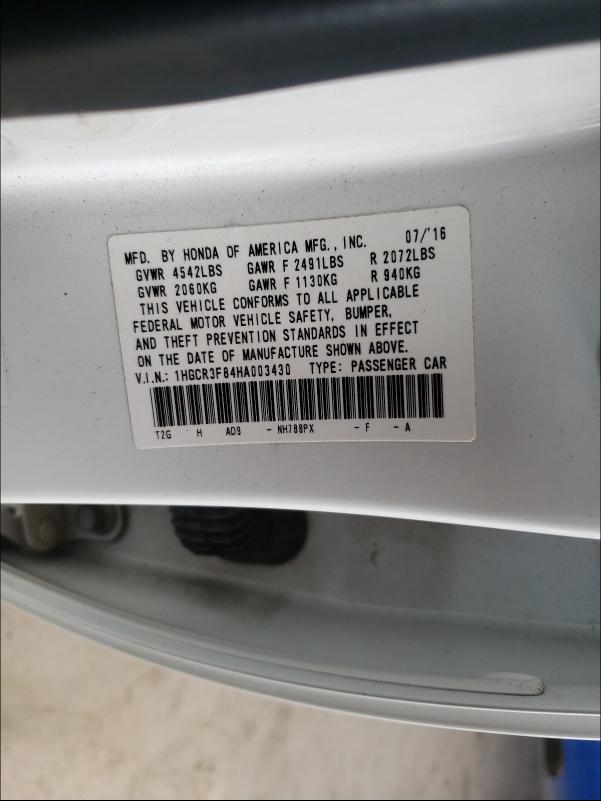 MFD. BY HONDA OF AMERICA MFG., INC. 07/'16
GVWR 4542LBS GAWR F 2491LBS R 2072LBS
GVWR 2060KG GAWR F 1130KG R 940KG
THIS VEHICLE CONFORMS TO ALL APPLICABLE
FEDERAL MOTOR VEHICLE SAFETY, BUMPER,
AND THEFT PREVENTION STANDARDS IN EFFECT
ON THE DATE OF MANUFACTURE SHOWN ABOVE.
V.I.N.: 1HGCR3F84HA003430 TYPE: PASSENGER CAR
T2G H AD9 - NH788PX - F - A